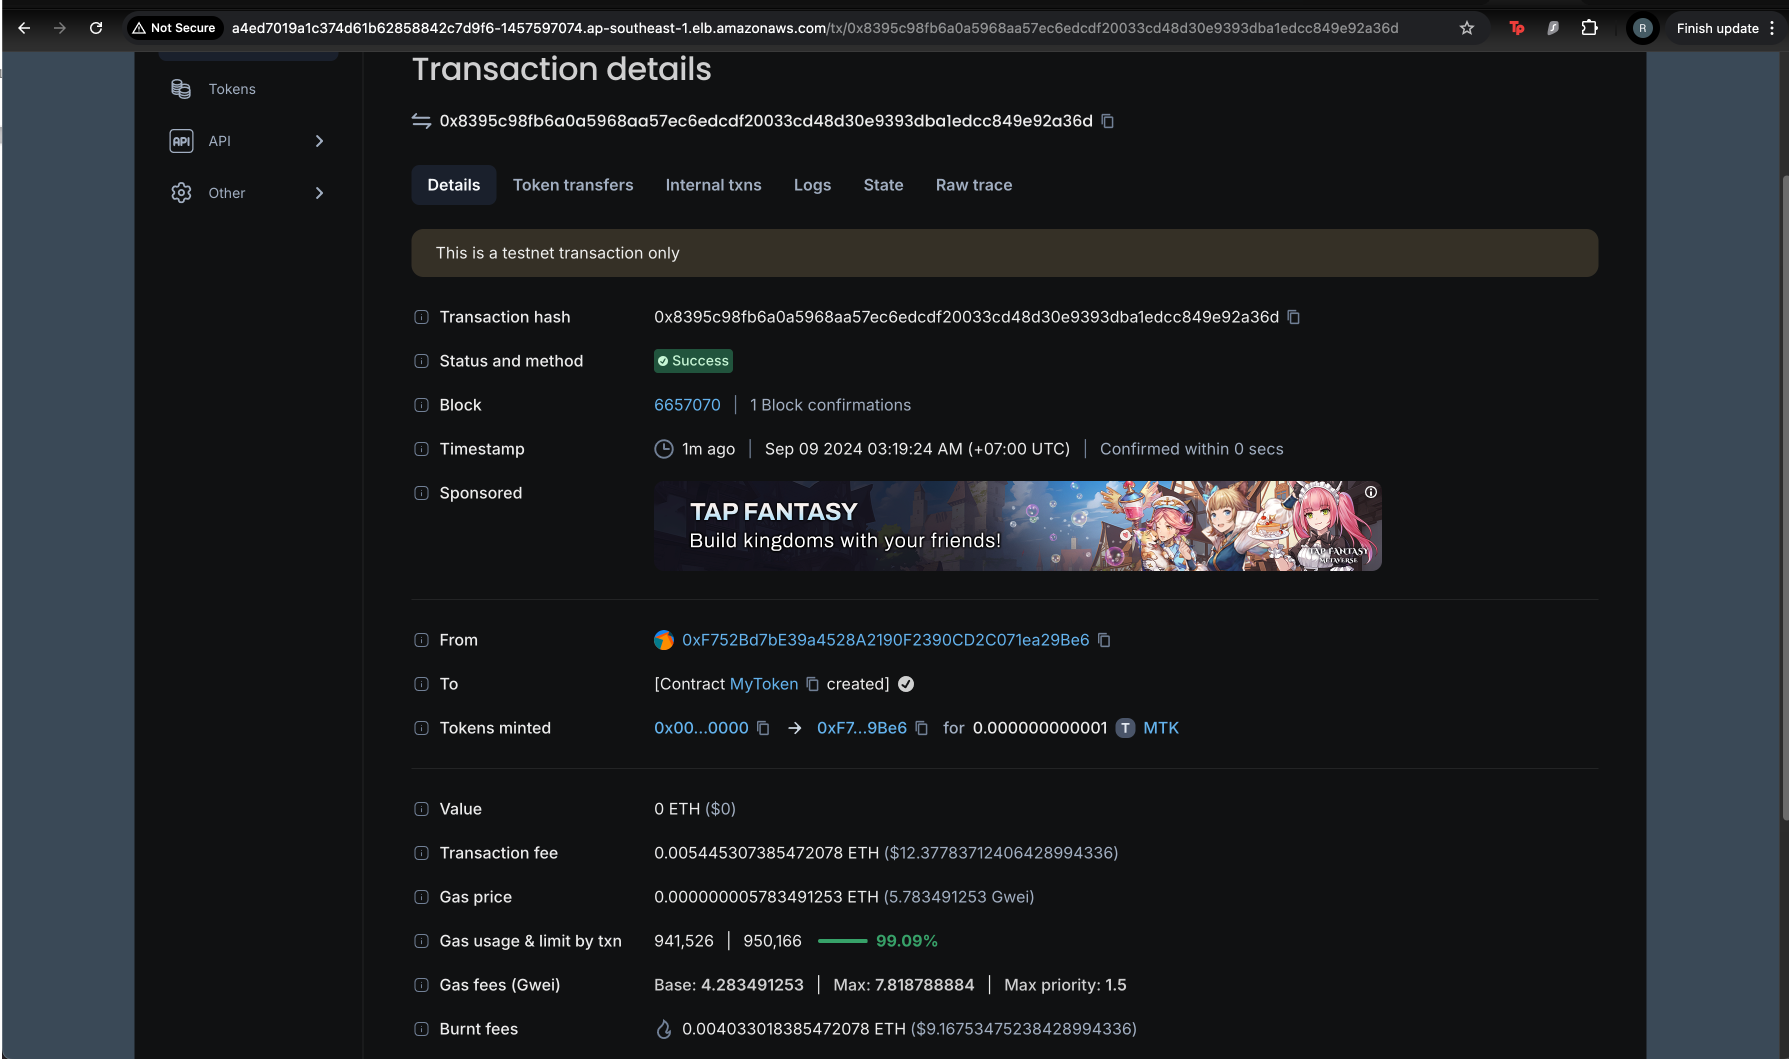 Not Secure a4ed7019a1c374d61b62858842c7d9f6-1457597074.ap-southeast-1.elb.amazonaws.com/tx/0x8395c98fb6a0a5968aa57ec6edcdf20033cd48d30e9393dba1edcc849e92a36d Tp R Finish update
Tokens
API API
Other
Transaction details
0x8395c98fb6a0a5968aa57ec6edcdf20033cd48d30e9393dba1edcc849e92a36d
Details Token transfers Internal txns Logs State Raw trace
This is a testnet transaction only
Transaction hash 0x8395c98fb6a0a5968aa57ec6edcdf20033cd48d30e9393dba1edcc849e92a36d
Status and method Success
Block 6657070 | 1 Block confirmations
Timestamp 1m ago | Sep 09 2024 03:19:24 AM (+07:00 UTC) | Confirmed within 0 secs
Sponsored
TAP FANTASY
Build kingdoms with your friends!
TAP FANTASY
METAVERSE
From 0xF752Bd7bE39a4528A2190F2390CD2C071ea29Be6
To [Contract MyToken created]
Tokens minted 0x00...0000 → 0xF7...9Be6 for 0.000000000001 T MTK
Value 0 ETH ($0)
Transaction fee 0.005445307385472078 ETH ($12.37783712406428994336)
Gas price 0.000000005783491253 ETH (5.783491253 Gwei)
Gas usage & limit by txn 941,526 | 950,166 99.09%
Gas fees (Gwei) Base: 4.283491253 | Max: 7.818788884 | Max priority: 1.5
Burnt fees 0.004033018385472078 ETH ($9.16753475238428994336)